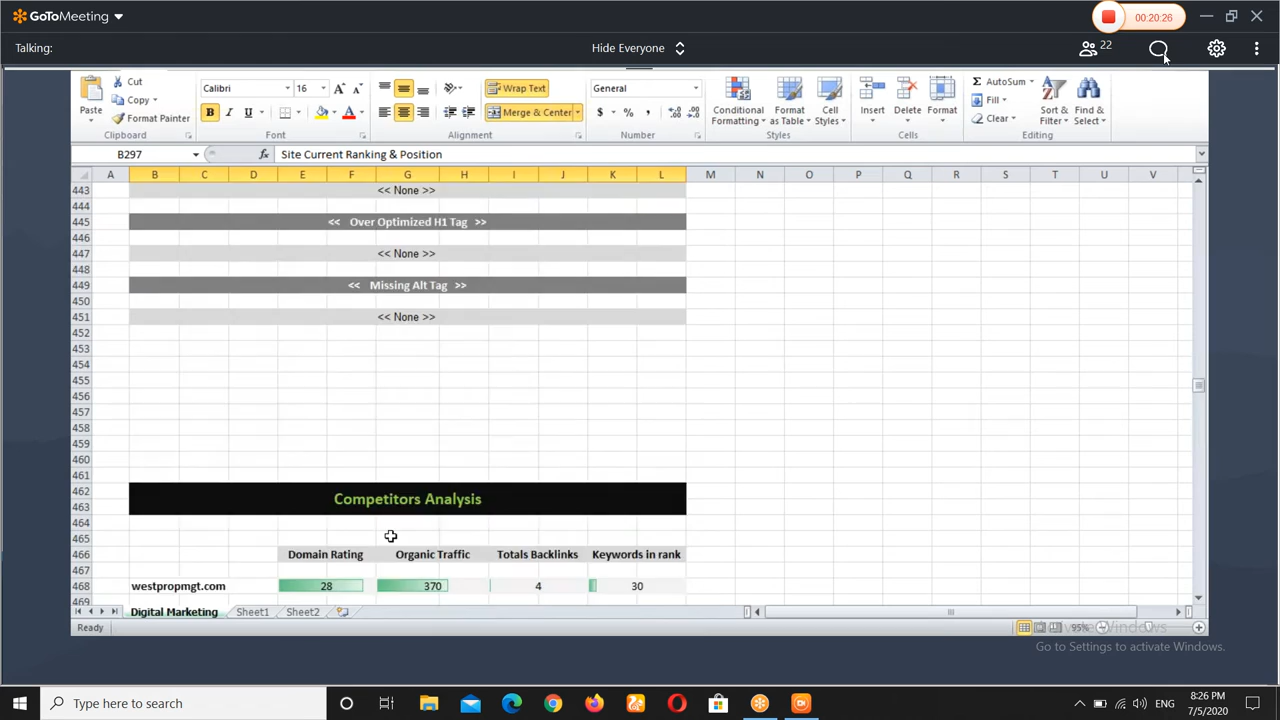 GoToMeeting
00:20:26
Talking:
Hide Everyone
22
Paste
Cut
Copy
Format Painter
Clipboard
Calibri 16
B I U
A
Font
Wrap Text
Merge & Center
Alignment
General
$ % ,
Number
Conditional Formatting
Format as Table
Cell Styles
Styles
Insert
Delete
Format
Cells
Σ AutoSum
Fill
Clear
Sort & Filter
Find & Select
Editing
B297 fx Site Current Ranking & Position
A B C D E F G H I J K L M N O P Q R S T U V
443 << None >>
444
445 << Over Optimized H1 Tag >>
446
447 << None >>
448
449 << Missing Alt Tag >>
450
451 << None >>
452
453
454
455
456
457
458
459
460
461
462 Competitors Analysis
463
464
465
466 Domain Rating Organic Traffic Totals Backlinks Keywords in rank
467
468 westpropmgt.com 28 370 4 30
469
Digital Marketing Sheet1 Sheet2
Ready 95%
Activate Windows
Go to Settings to activate Windows.
Type here to search
ENG
8:26 PM
7/5/2020